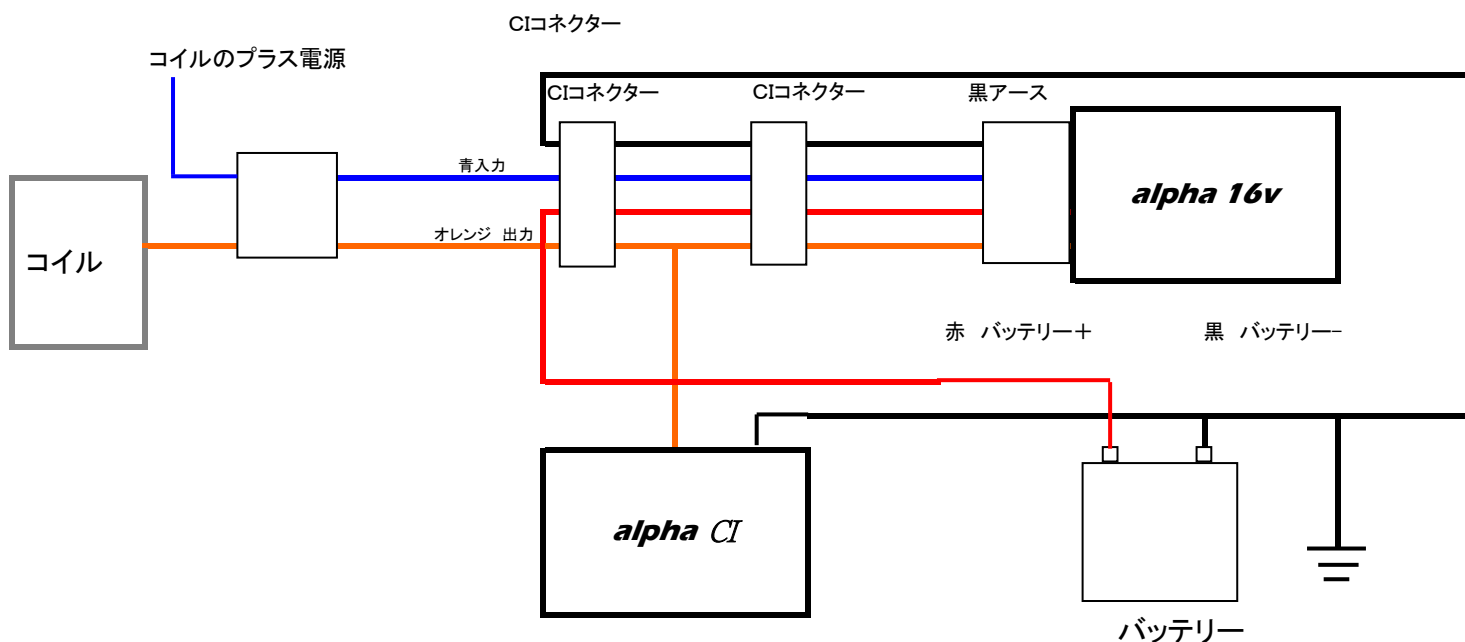 CIコネクター
コイルのプラス電源
CIコネクター
CIコネクター
黒アース
青入力
alpha 16v
オレンジ 出力
コイル
赤 バッテリー+
黒 バッテリー-
alpha CI
バッテリー